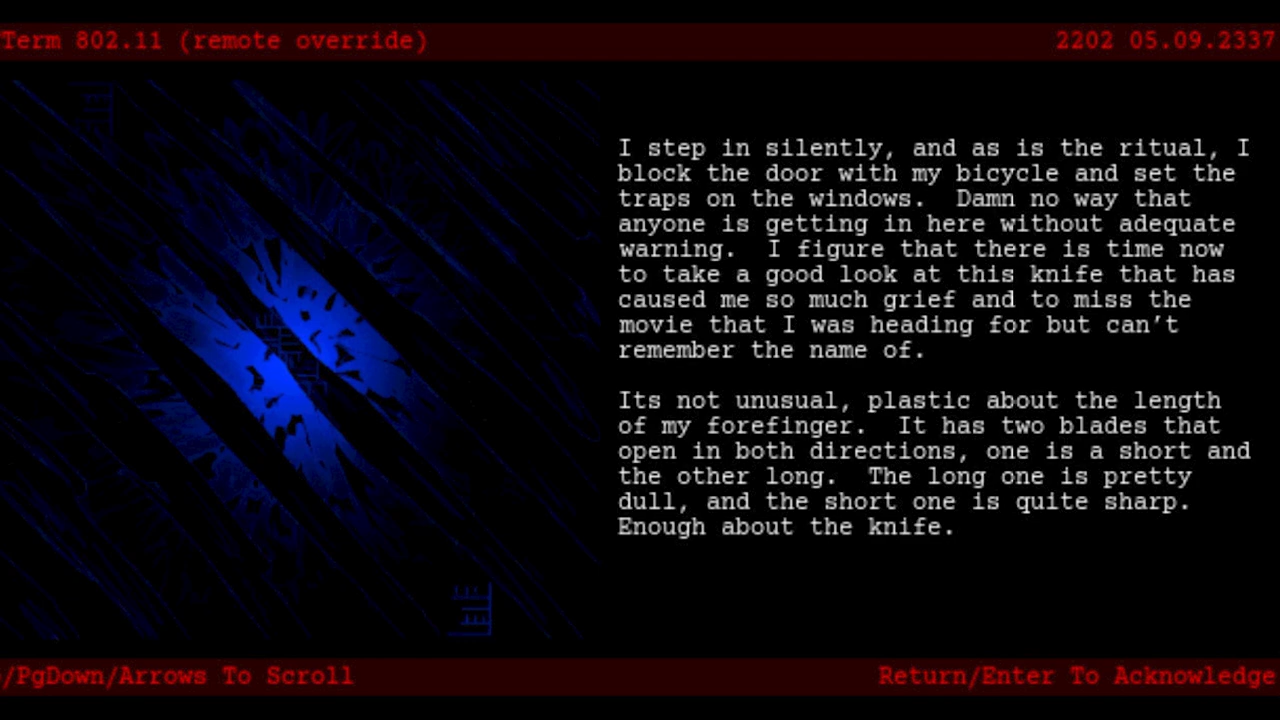 Term 802.11 (remote override)
2202 05.09.2337
I step in silently, and as is the ritual, I
block the door with my bicycle and set the
traps on the windows.  Damn no way that
anyone is getting in here without adequate
warning.  I figure that there is time now
to take a good look at this knife that has
caused me so much grief and to miss the
movie that I was heading for but can't
remember the name of.
Its not unusual, plastic about the length
of my forefinger.  It has two blades that
open in both directions, one is a short and
the other long.  The long one is pretty
dull, and the short one is quite sharp.
Enough about the knife.
/PgDown/Arrows To Scroll
Return/Enter To Acknowledge